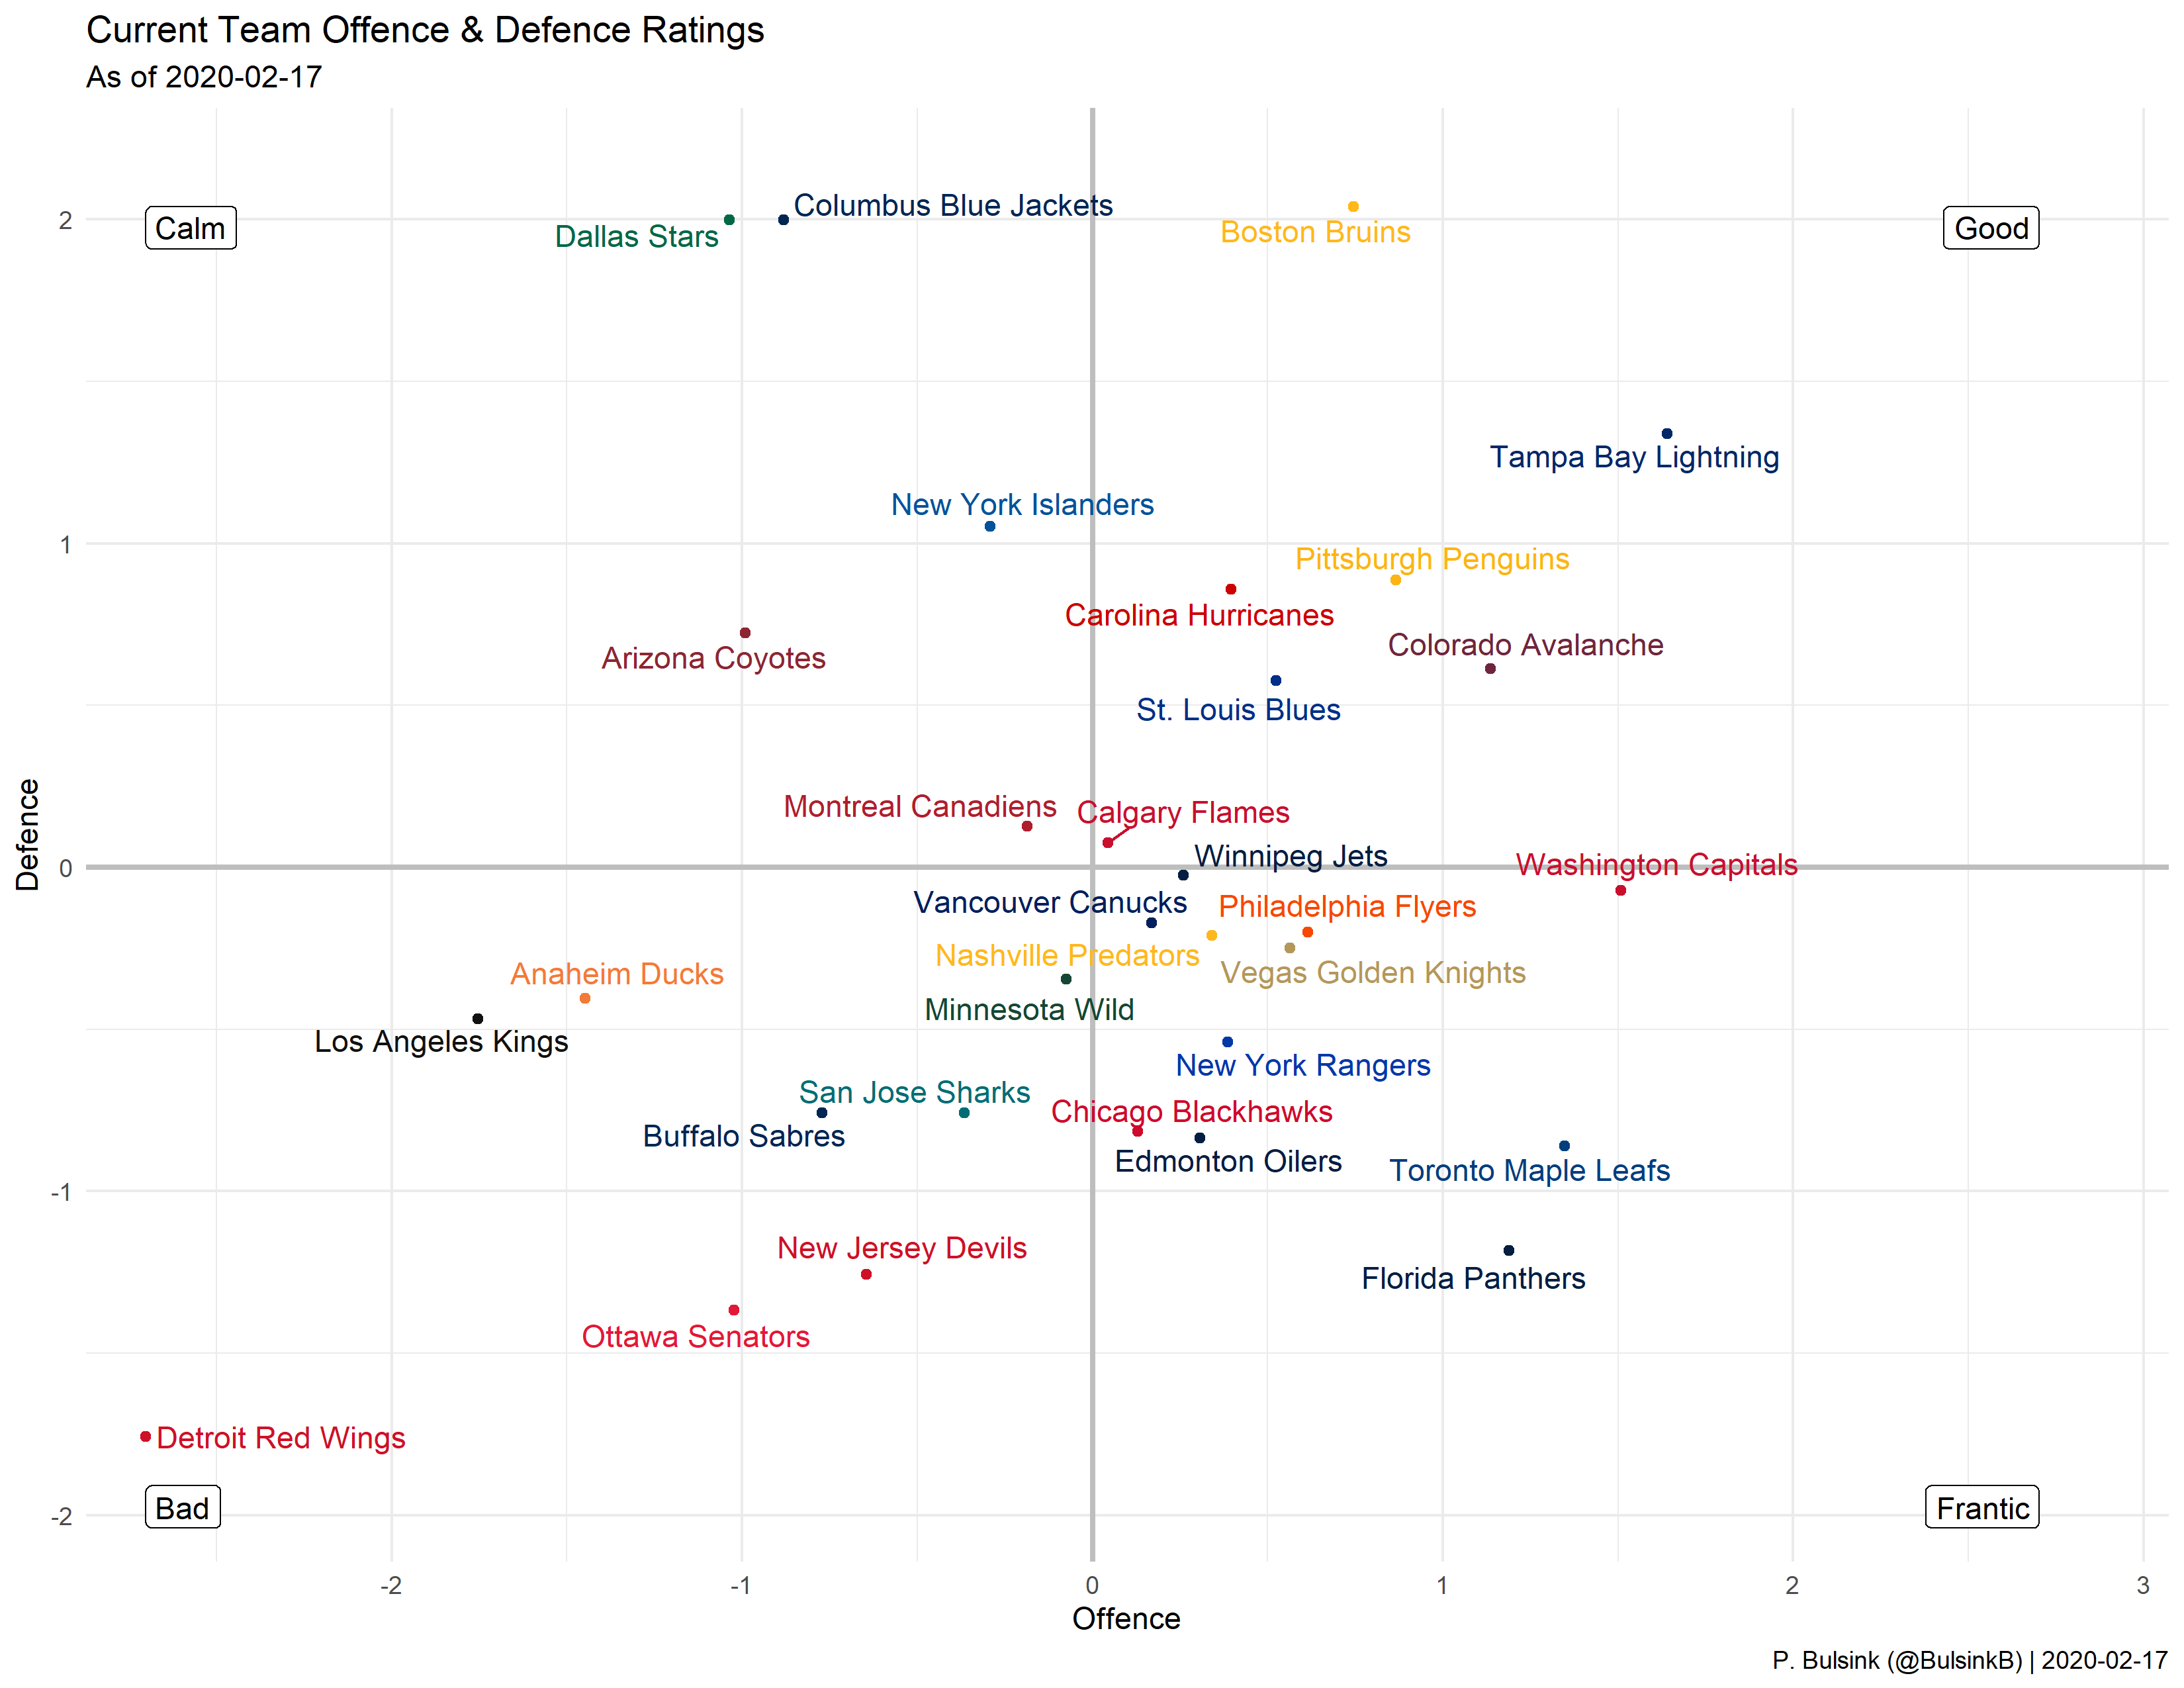 Current Team Offence & Defence Ratings
As of 2020-02-17
Columbus Blue Jackets
Calm
Dallas Stars
Boston Bruins
Good
2
Tampa Bay Lightning
New York Islanders
1
Pittsburgh Penguins
Carolina Hurricanes
Arizona Coyotes
Colorado Avalanche
St. Louis Blues
Montreal Canadiens
Calgary Flames
Defence
0
Winnipeg Jets
Washington Capitals
Vancouver Canucks
Philadelphia Flyers
Nashville Predators
Vegas Golden Knights
Anaheim Ducks
Minnesota Wild
Los Angeles Kings
New York Rangers
San Jose Sharks
Chicago Blackhawks
Buffalo Sabres
Edmonton Oilers
Toronto Maple Leafs
-1
New Jersey Devils
Florida Panthers
Ottawa Senators
Detroit Red Wings
Bad
Frantic
-2
-2
-1
0
1
2
3
Offence
P. Bulsink (@BulsinkB) | 2020-02-17